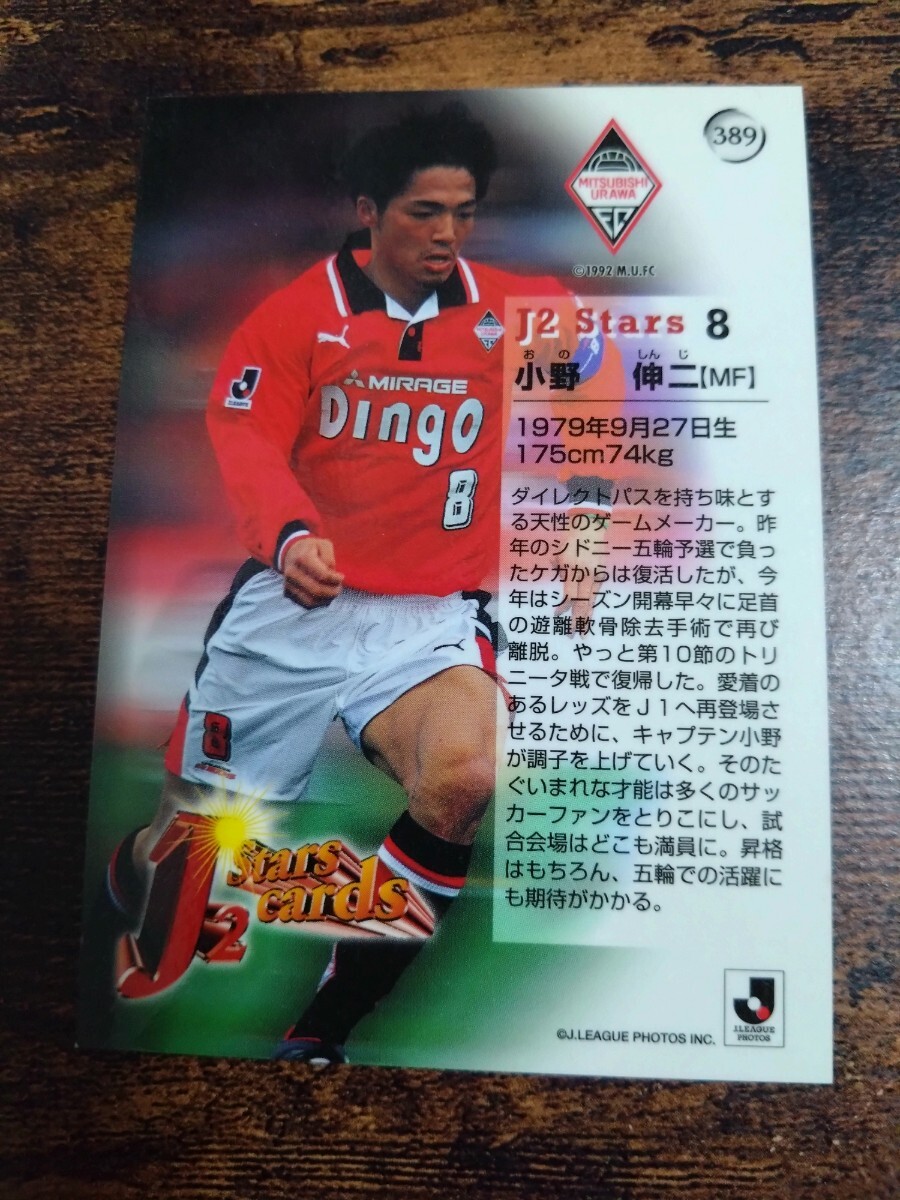 389
MITSUBISHI
URAWA
FC
©1992 M.U.FC
J2 Stars 8
おの しんじ
小野 伸二【MF】
1979年9月27日生
175cm74kg
ダイレクトパスを持ち味とす
る天性のゲームメーカー。昨
年のシドニー五輪予選で負っ
たケガからは復活したが、今
年はシーズン開幕早々に足首
の遊離軟骨除去手術で再び
離脱。やっと第10節のトリ
ニータ戦で復帰した。愛着の
あるレッズをJ1へ再登場さ
せるために、キャプテン小野
が調子を上げていく。そのた
ぐいまれな才能は多くのサッ
カーファンをとりこにし、試
合会場はどこも満員に。昇格
はもちろん、五輪での活躍に
も期待がかかる。
MIRAGE
Dingo
8
8
J2
Stars
cards
©J.LEAGUE PHOTOS INC.
J.LEAGUE
PHOTOS